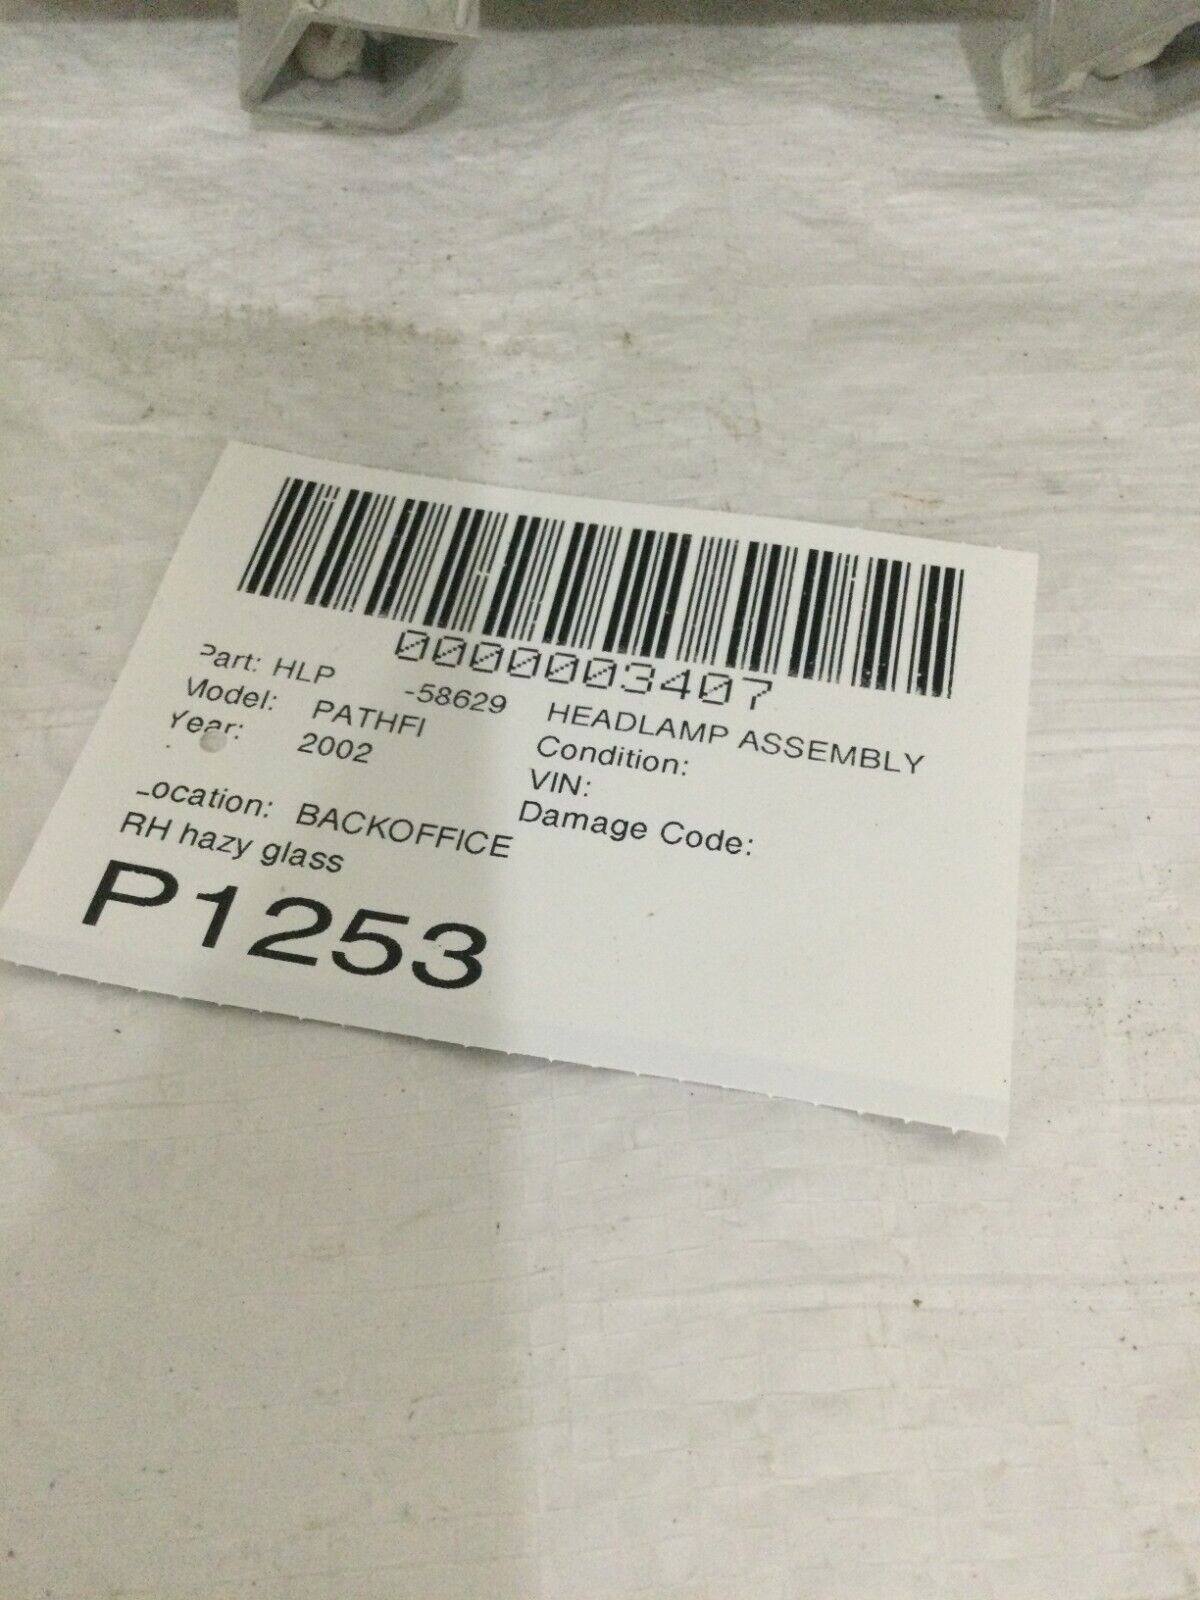 0000003407
Part: HLP -58629 HEADLAMP ASSEMBLY
Model: PATHFI Condition:
Year: 2002 VIN:
Damage Code:
Location: BACKOFFICE
RH hazy glass
P1253